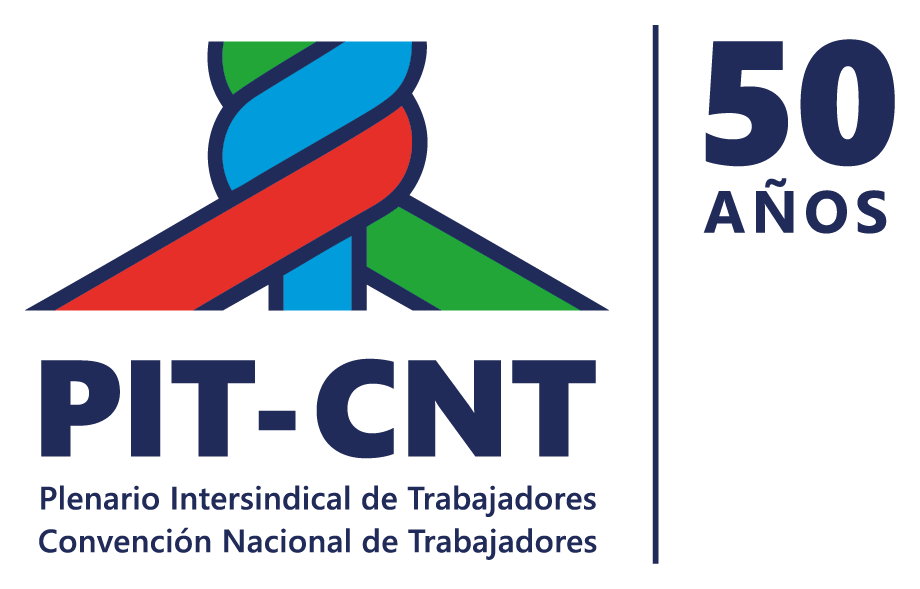 PIT-CNT
Plenario Intersindical de Trabajadores
Convención Nacional de Trabajadores
50
AÑOS